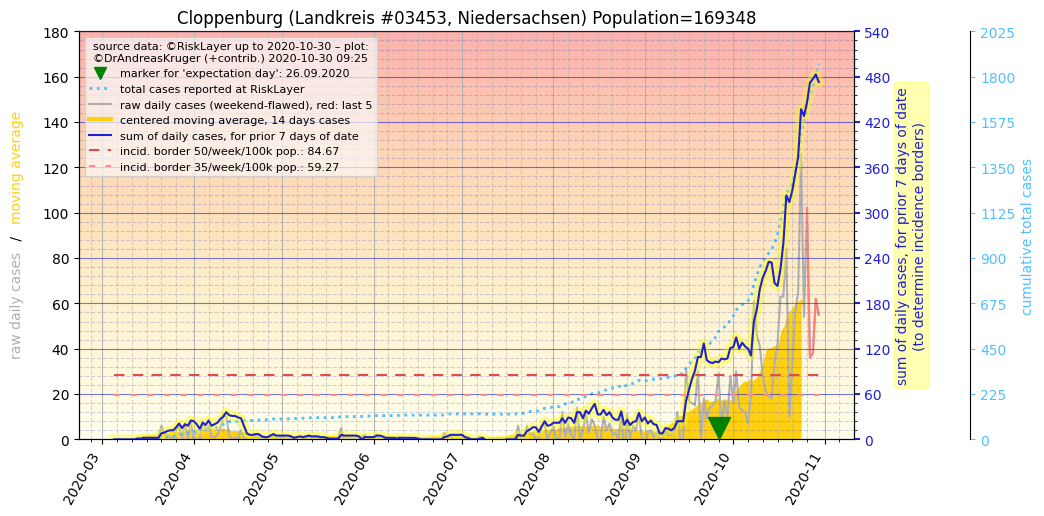 Cloppenburg (Landkreis #03453, Niedersachsen) Population=169348
source data: ©RiskLayer up to 2020-10-30 – plot:
©DrAndreasKruger (+contrib.) 2020-10-30 09:25
marker for 'expectation day': 26.09.2020
total cases reported at RiskLayer
raw daily cases (weekend-flawed), red: last 5
centered moving average, 14 days cases
sum of daily cases, for prior 7 days of date
incid. border 50/week/100k pop.: 84.67
incid. border 35/week/100k pop.: 59.27
raw daily cases / moving average
180
160
140
120
100
80
60
40
20
0
2020-03
2020-04
2020-05
2020-06
2020-07
2020-08
2020-09
2020-10
2020-11
540
480
420
360
300
240
180
120
60
0
sum of daily cases, for prior 7 days of date
(to determine incidence borders)
2025
1800
1575
1350
1125
900
675
450
225
0
cumulative total cases